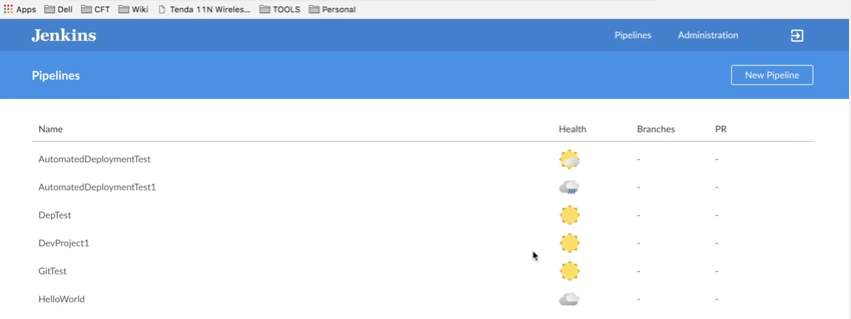 Apps Dell CFT Wiki Tenda 11N Wireles... TOOLS Personal
Jenkins Pipelines Administration
Pipelines New Pipeline
Name Health Branches PR
AutomatedDeploymentTest - -
AutomatedDeploymentTest1 - -
DepTest - -
DevProject1 - -
GitTest - -
HelloWorld - -